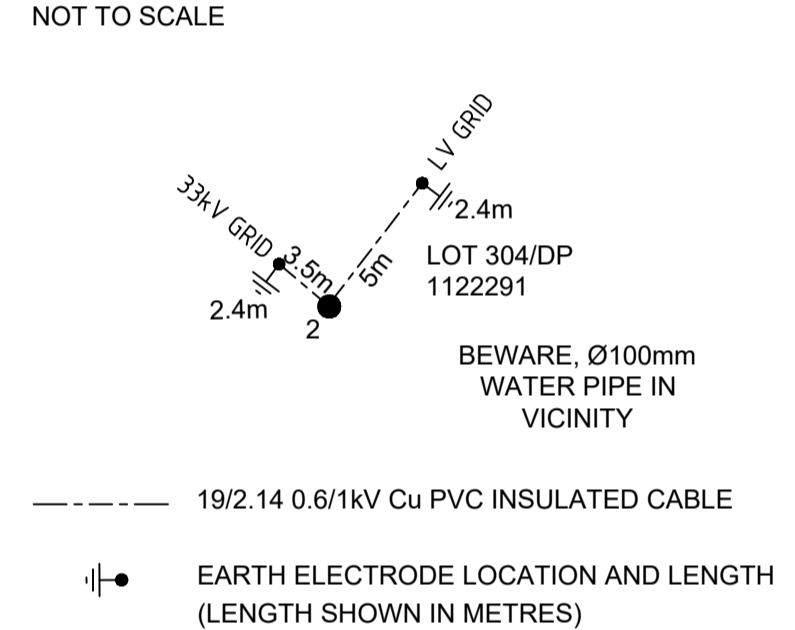 NOT TO SCALE
LV GRID
33kV GRID
2.4m
3.5m
5m
LOT 304/DP
1122291
2.4m
2
BEWARE, Ø100mm
WATER PIPE IN
VICINITY
19/2.14 0.6/1kV Cu PVC INSULATED CABLE
EARTH ELECTRODE LOCATION AND LENGTH
(LENGTH SHOWN IN METRES)